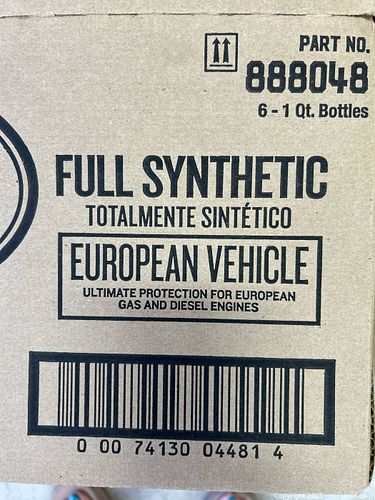 PART NO.
888048
6 - 1 Qt. Bottles
FULL SYNTHETIC
TOTALMENTE SINTÉTICO
EUROPEAN VEHICLE
ULTIMATE PROTECTION FOR EUROPEAN
GAS AND DIESEL ENGINES
0 00 74130 04481 4